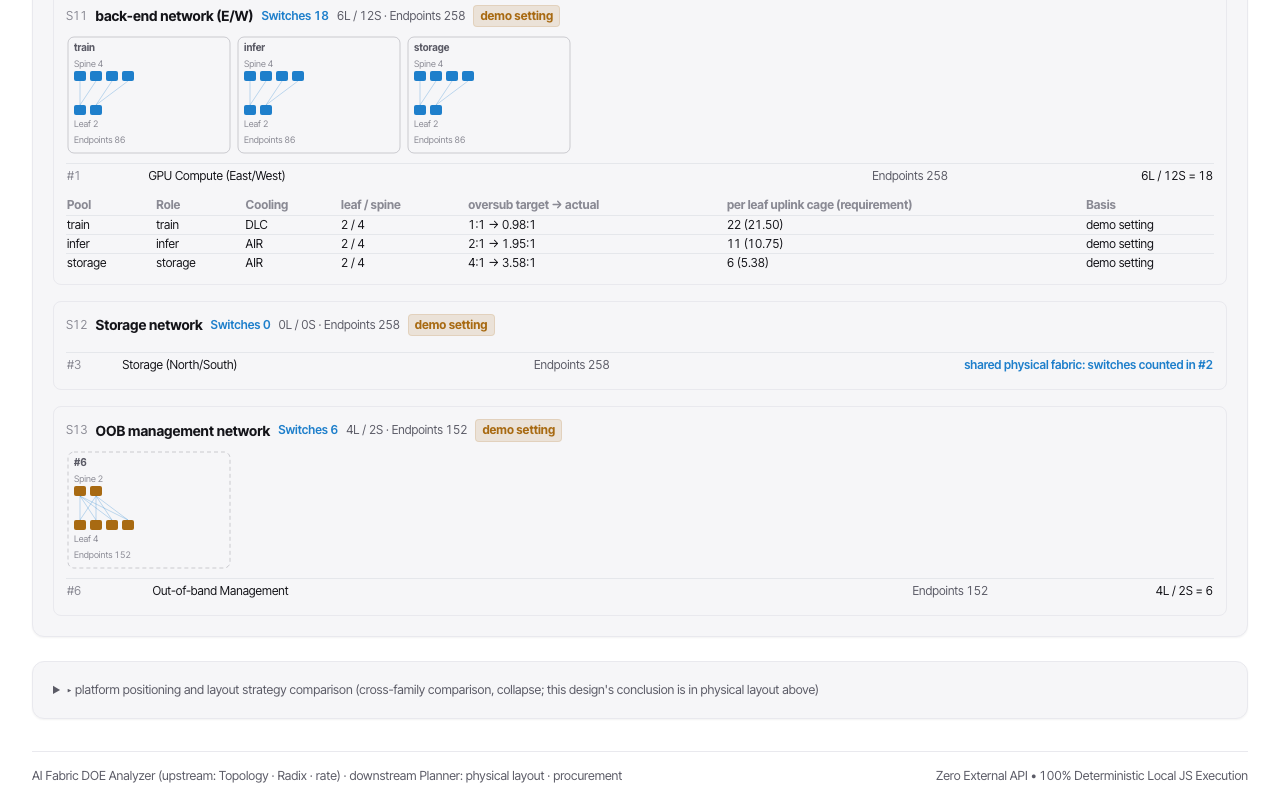 S11 back-end network (E/W) Switches 18 6L / 12S · Endpoints 258 demo setting
train infer storage
Spine 4 Spine 4 Spine 4
Leaf 2 Leaf 2 Leaf 2
Endpoints 86 Endpoints 86 Endpoints 86
#1 GPU Compute (East/West) Endpoints 258 6L / 12S = 18
Pool Role Cooling leaf / spine oversub target → actual per leaf uplink cage (requirement) Basis
train train DLC 2 / 4 1:1 → 0.98:1 22 (21.50) demo setting
infer infer AIR 2 / 4 2:1 → 1.95:1 11 (10.75) demo setting
storage storage AIR 2 / 4 4:1 → 3.58:1 6 (5.38) demo setting
S12 Storage network Switches 0 0L / 0S · Endpoints 258 demo setting
#3 Storage (North/South) Endpoints 258 shared physical fabric: switches counted in #2
S13 OOB management network Switches 6 4L / 2S · Endpoints 152 demo setting
#6
Spine 2
Leaf 4
Endpoints 152
#6 Out-of-band Management Endpoints 152 4L / 2S = 6
▶ ‣ platform positioning and layout strategy comparison (cross-family comparison, collapse; this design's conclusion is in physical layout above)
AI Fabric DOE Analyzer (upstream: Topology · Radix · rate) · downstream Planner: physical layout · procurement Zero External API • 100% Deterministic Local JS Execution